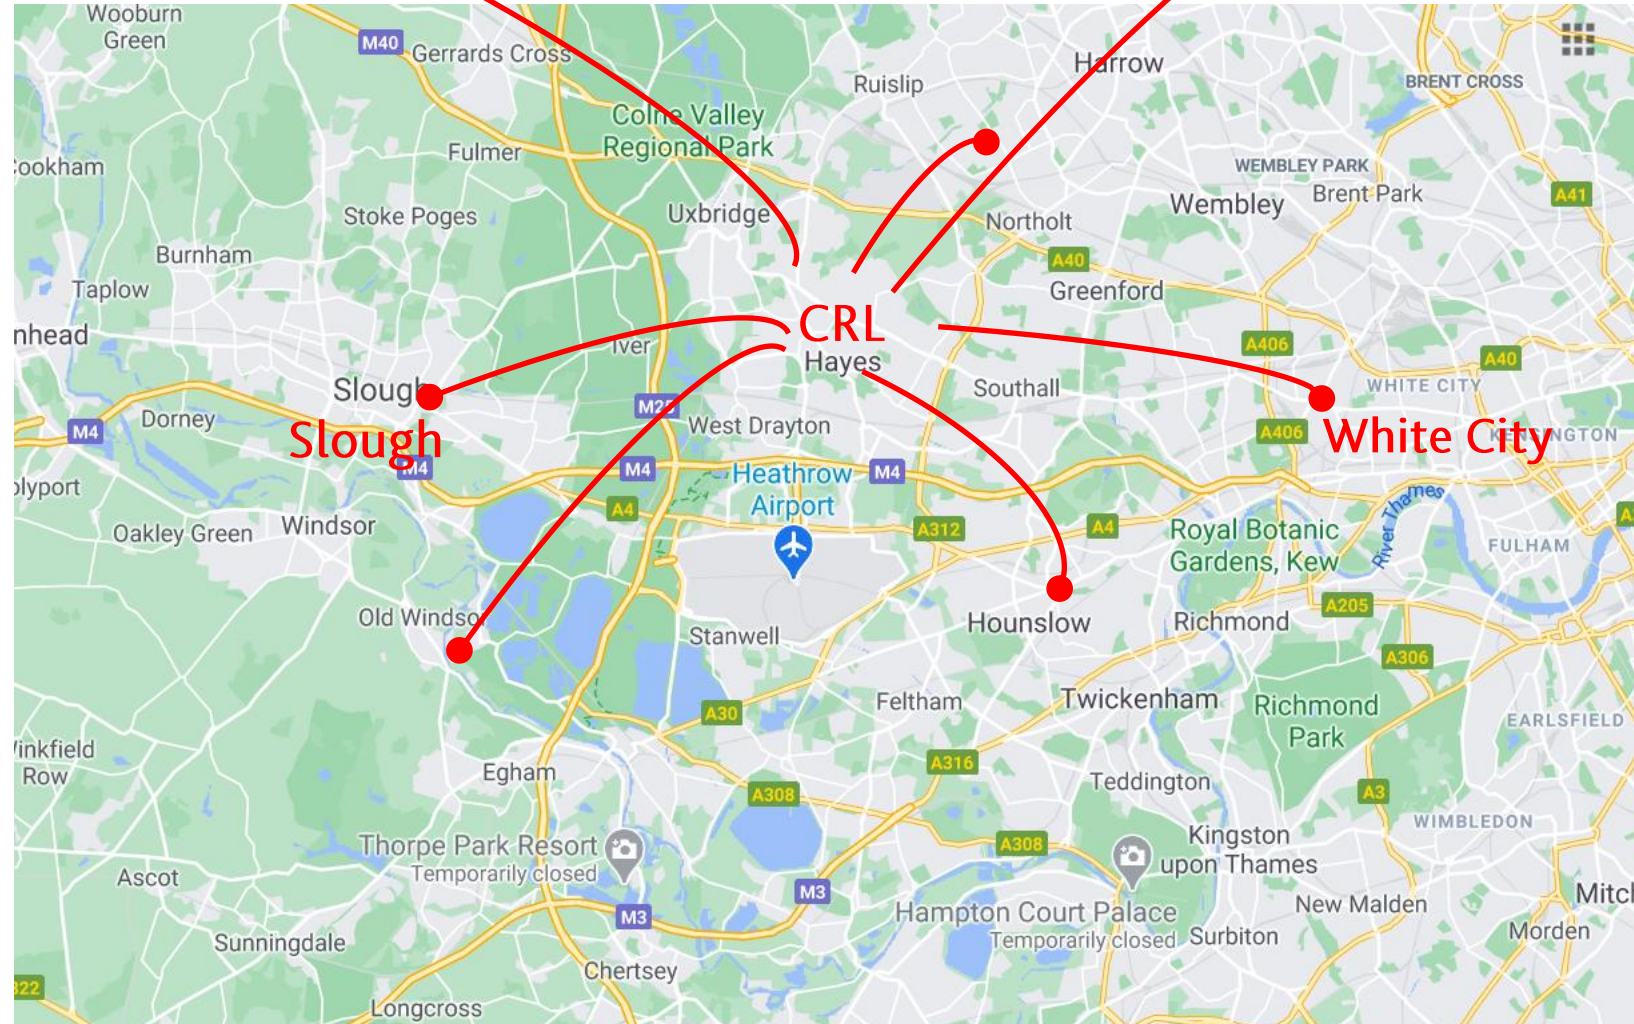 Wooburn
Green
M40
Gerrards Cross
Ruislip
Harrow
BRENT CROSS
Colne Valley
Regional Park
Fulmer
ookham
WEMBLEY PARK
Brent Park
A41
Wembley
Stoke Poges
Uxbridge
Northolt
Burnham
A40
Greenford
Taplow
CRL
nhead
Iver
Hayes
A406
A40
Slough
Southall
WHITE CITY
M25
Dorney
M4
West Drayton
A406
Slough
White City
KENSINGTON
M4
M4
Heathrow
Airport
M4
olyport
A4
River Thames
Windsor
Oakley Green
A312
A4
Royal Botanic
Gardens, Kew
FULHAM
Old Windsor
A205
Stanwell
Hounslow
Richmond
A306
Feltham
Twickenham
A30
Richmond
Park
EARLSFIELD
inkfield
Row
Egham
A316
Teddington
A308
A3
WIMBLEDON
Thorpe Park Resort
Temporarily closed
A308
Kingston
upon Thames
Ascot
M3
M3
Hampton Court Palace
Temporarily closed
New Malden
Mitc
Sunningdale
Surbiton
Morden
Chertsey
322
Longcross